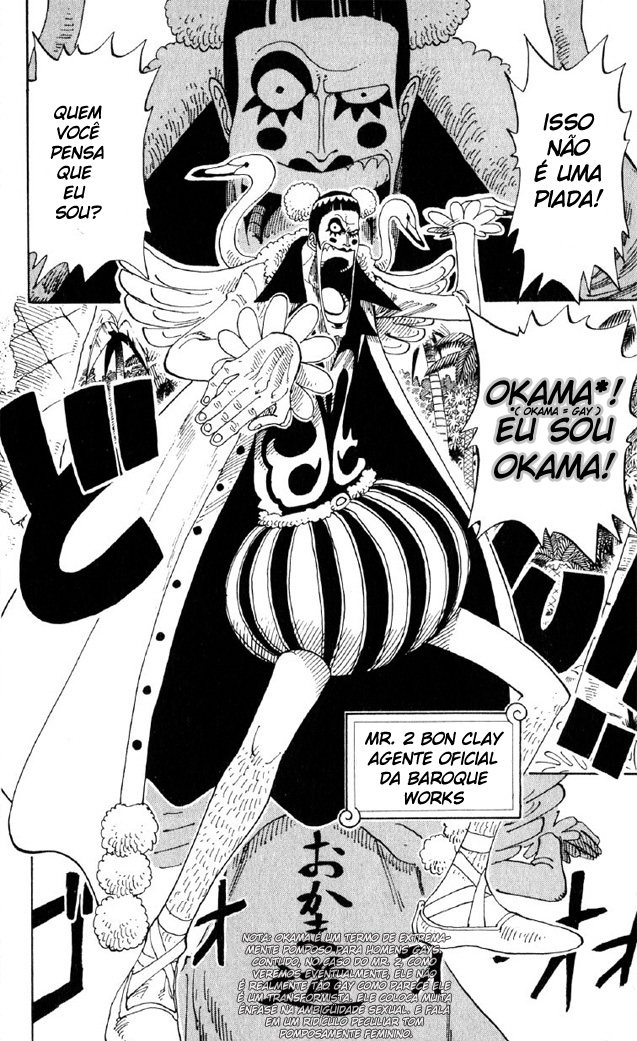 ISSO
NÃO
É UMA
PIADA!
QUEM
VOCÊ
PENSA
QUE
EU
SOU?
OKAMA*!
*( OKAMA = GAY )
EU SOU
OKAMA!
ドン!!
MR. 2 BON CLAY
AGENTE OFICIAL
DA BAROQUE
WORKS
おかま
NOTA: OKAMA É UM TERMO DE EXTREMA-
MENTE POMPOSO PARA HOMENS GAYS.
CONTUDO, NO CASO DO MR. 2, COMO
VEREMOS EVENTUALMENTE, ELE NÃO
É REALMENTE TÃO GAY COMO PARECE ELE
É UM TRANSFORMISTA. ELE COLOCA MUITA
ÊNFASE NA AMBIGUIDADE SEXUAL. E FALA
EM UM RIDÍCULO PECULIAR TOM
POMPOSAMENTE FEMININO.